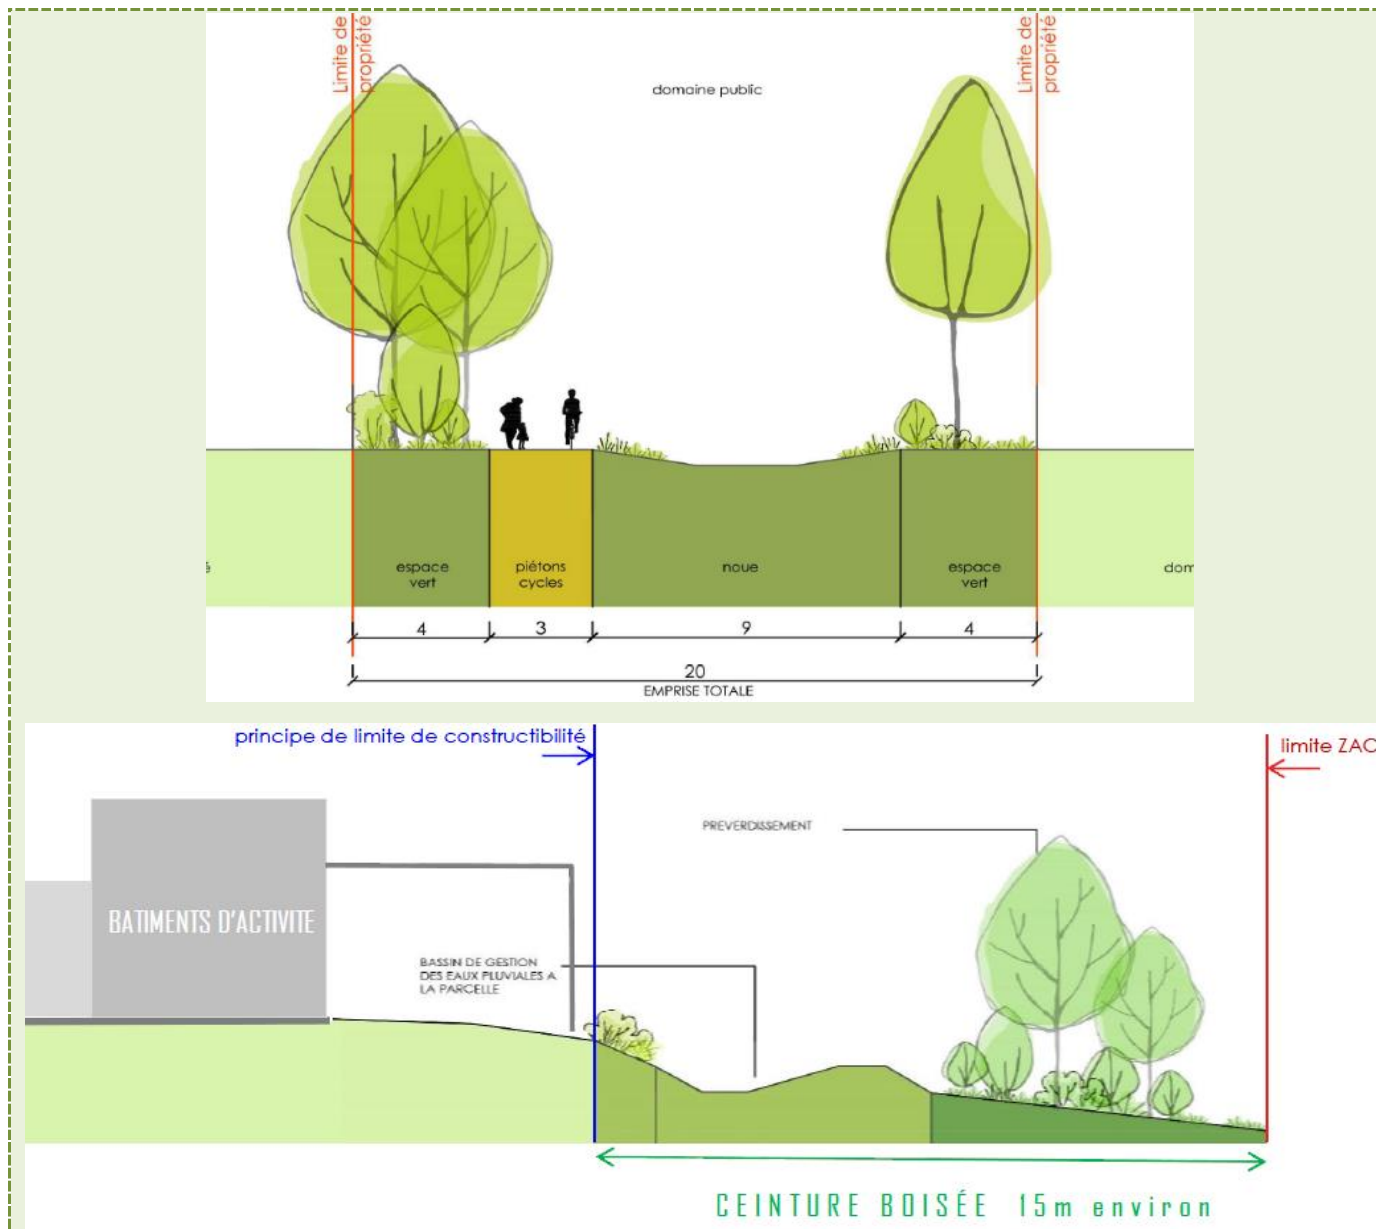 Limite de
propriété
domaine public
Limite de
propriété
é
espace
vert
piétons
cycles
noue
espace
vert
dom
4
3
9
4
20
EMPRISE TOTALE
principe de limite de constructibilité
limite ZAC
PREVERDISSEMENT
BATIMENTS D'ACTIVITE
BASSIN DE GESTION
DES EAUX PLUVIALES A
LA PARCELLE
CEINTURE BOISÉE 15m environ